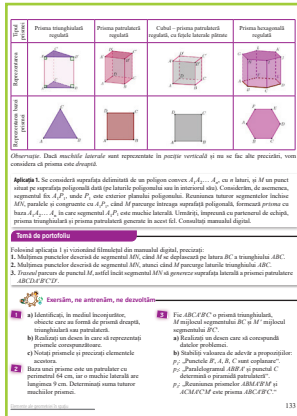 Tipul prismei
Prisma triunghiulară regulată
Prisma patrulateră regulată
Cubul – prisma patrulateră regulată, cu fețele laterale pătrate
Prisma hexagonală regulată
Reprezentarea
Reprezentarea bazei prismei
Observație. Dacă muchiile laterale sunt reprezentate în poziție verticală și nu se fac alte precizări, vom
considera că prisma este dreaptă.
Aplicația 1. Se consideră suprafața delimitată de un poligon convex A₁A₂… Aₙ, cu n laturi, și M un punct
situat pe suprafața poligonală dată (pe laturile poligonului sau în interiorul său). Considerăm, de asemenea,
segmentul fix A₁P₁, unde P₁ este exterior planului poligonului. Reuniunea tuturor segmentelor închise
MN, paralele și congruente cu A₁P₁, când M parcurge întreaga suprafață poligonală, formează prisma cu
baza A₁A₂… Aₙ în care segmentul A₁P₁ este muchie laterală. Urmăriți, împreună cu partenerul de echipă,
cum triunghiulară și prisma patrulateră generate în acest fel. Consultați manualul digital.
Temă de portofoliu
Folosind aplicația 1 și vizionând filmulețul din manualul digital, precizați:
1. Mulțimea punctelor descrisă de segmentul MN, când M se deplasează pe latura BC a triunghiului ABC.
2. Mulțimea punctelor descrisă de segmentul MN, atunci când M parcurge laturile triunghiului ABC.
3. Traseul parcurs de punctul M, astfel încât segmentul MN să genereze suprafața laterală a prismei patrulatere
ABCDA'B'C'D'.
Exersăm, ne antrenăm, ne dezvoltăm
1 a) Identificați, în mediul înconjurător,
obiecte care au formă de prismă dreaptă,
triunghiulară sau patrulateră.
b) Realizați un desen în care să reprezentați
prismele corespunzătoare.
c) Notați prismele și precizați elementele
acestora.
2 Baza unei prisme este un patrulater cu
perimetrul 64 cm, iar o muchie laterală are
lungimea 9 cm. Determinați suma tuturor
muchiilor prismei.
3 Fie ABCA'B'C' o prismă triunghiulară,
M mijlocul segmentului BC și M' mijlocul
segmentului B'C'.
a) Realizați un desen care să corespundă
datelor problemei.
b) Stabiliți valoarea de adevăr a propozițiilor:
p₁: „Punctele B', A, B, C sunt coplanare”.
p₂: „Paralelogramul ABB'A' și punctul C
determină o piramidă patrulateră”.
p₃: „Reuniunea prismelor ABMA'B'M' și
ACMA'C'M' este prisma ABCA'B'C'.”
133